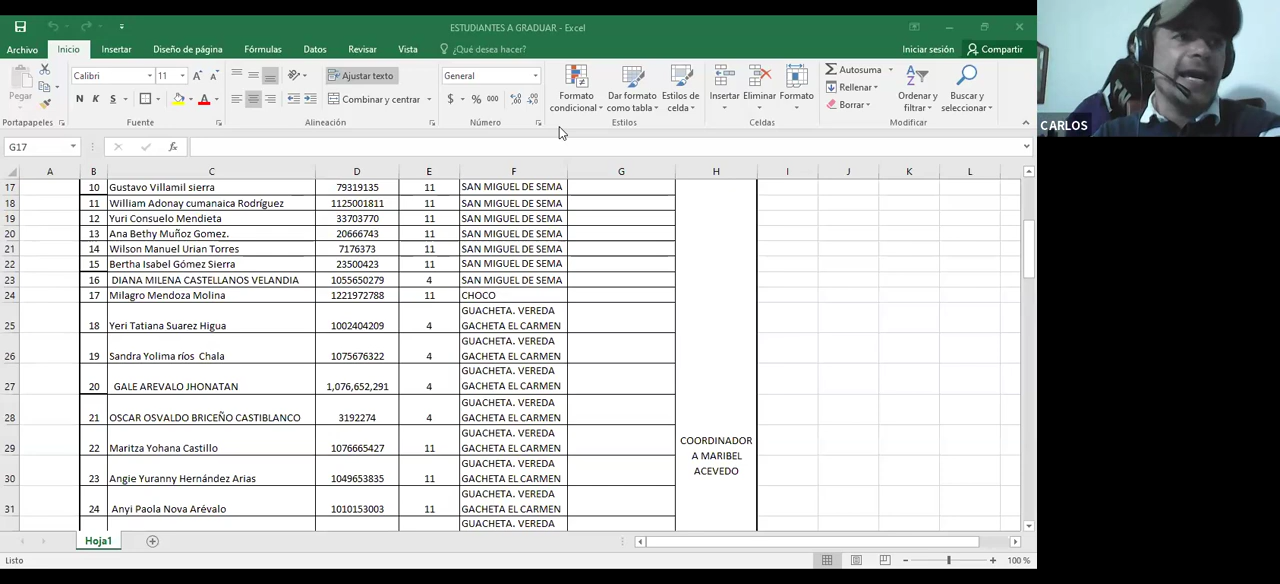 ESTUDIANTES A GRADUAR - Excel
Archivo Inicio Insertar Diseño de página Fórmulas Datos Revisar Vista ¿Qué desea hacer? Iniciar sesión Compartir
Pegar
Calibri 11
N K S
Ajustar texto
Combinar y centrar
General
$ % 000
Formato condicional
Dar formato como tabla
Estilos de celda
Insertar Eliminar Formato
Autosuma
Rellenar
Borrar
Ordenar y filtrar
Buscar y seleccionar
Portapapeles Fuente Alineación Número Estilos Celdas Modificar
CARLOS
G17 fx
A B C D E F G H I J K L
17 10 Gustavo Villamil sierra 79319135 11 SAN MIGUEL DE SEMA
18 11 William Adonay cumanaica Rodríguez 1125001811 11 SAN MIGUEL DE SEMA
19 12 Yuri Consuelo Mendieta 33703770 11 SAN MIGUEL DE SEMA
20 13 Ana Bethy Muñoz Gomez. 20666743 11 SAN MIGUEL DE SEMA
21 14 Wilson Manuel Urian Torres 7176373 11 SAN MIGUEL DE SEMA
22 15 Bertha Isabel Gómez Sierra 23500423 11 SAN MIGUEL DE SEMA
23 16 DIANA MILENA CASTELLANOS VELANDIA 1055650279 4 SAN MIGUEL DE SEMA
24 17 Milagro Mendoza Molina 1221972788 11 CHOCO
GUACHETA. VEREDA
25 18 Yeri Tatiana Suarez Higua 1002404209 4 GACHETA EL CARMEN
GUACHETA. VEREDA
26 19 Sandra Yolima ríos Chala 1075676322 4 GACHETA EL CARMEN
GUACHETA. VEREDA
27 20 GALE AREVALO JHONATAN 1,076,652,291 4 GACHETA EL CARMEN
GUACHETA. VEREDA
28 21 OSCAR OSVALDO BRICEÑO CASTIBLANCO 3192274 4 GACHETA EL CARMEN
GUACHETA. VEREDA
29 22 Maritza Yohana Castillo 1076665427 11 GACHETA EL CARMEN
COORDINADOR
A MARIBEL
ACEVEDO
GUACHETA. VEREDA
30 23 Angie Yuranny Hernández Arias 1049653835 11 GACHETA EL CARMEN
GUACHETA. VEREDA
31 24 Anyi Paola Nova Arévalo 1010153003 11 GACHETA EL CARMEN
GUACHETA. VEREDA
Hoja1
Listo 100 %